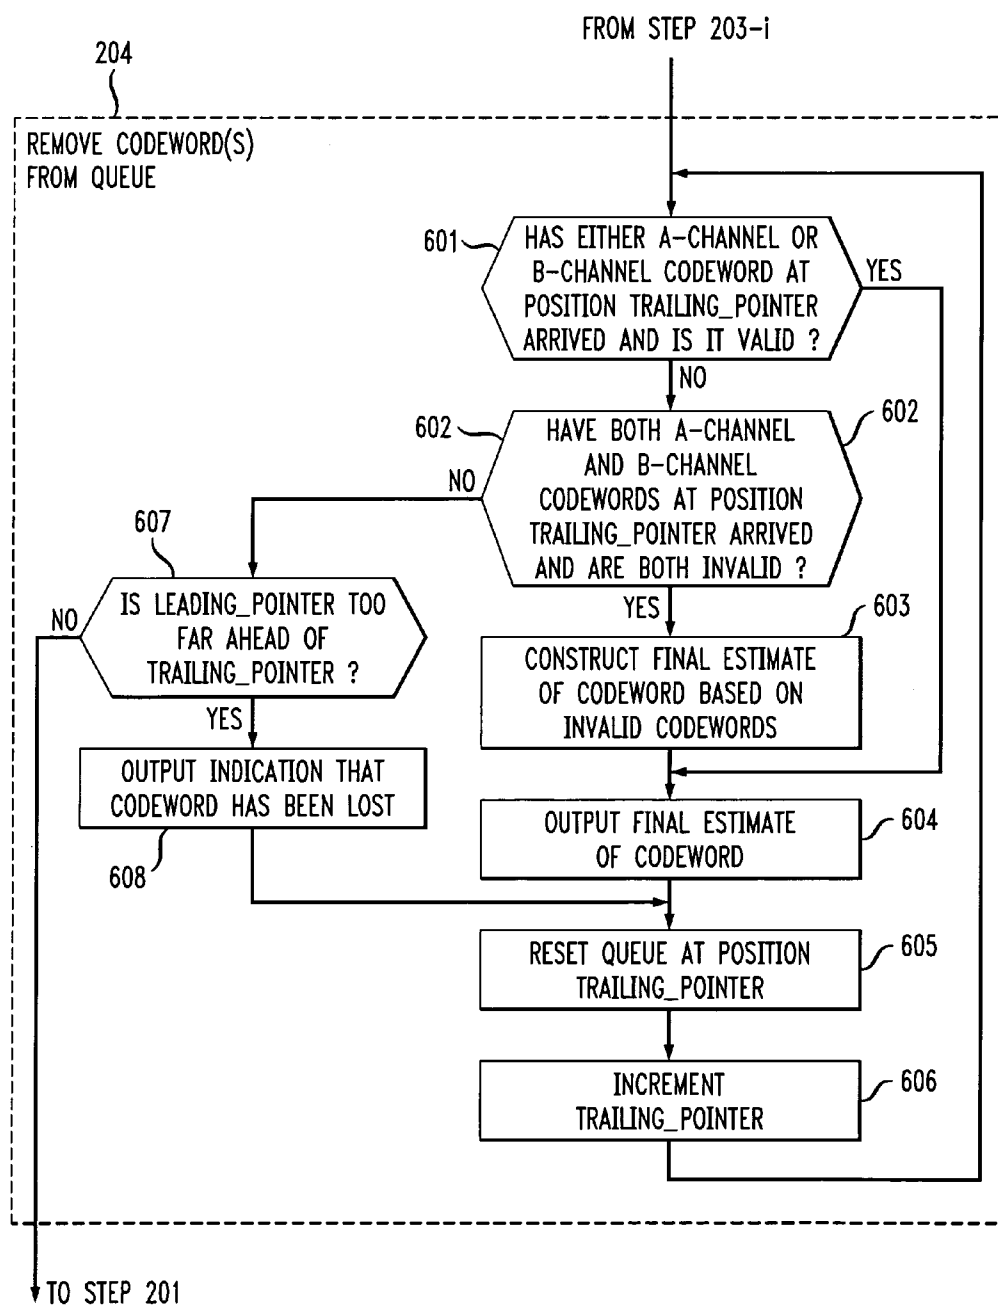 FROM STEP 203-i
204
REMOVE CODEWORD(S)
FROM QUEUE
601
HAS EITHER A-CHANNEL OR
B-CHANNEL CODEWORD AT
POSITION TRAILING_POINTER
ARRIVED AND IS IT VALID ?
YES
NO
602
HAVE BOTH A-CHANNEL
AND B-CHANNEL
CODEWORDS AT POSITION
TRAILING_POINTER ARRIVED
AND ARE BOTH INVALID ?
602
NO
YES
607
IS LEADING_POINTER TOO
FAR AHEAD OF
TRAILING_POINTER ?
NO
YES
603
CONSTRUCT FINAL ESTIMATE
OF CODEWORD BASED ON
INVALID CODEWORDS
OUTPUT INDICATION THAT
CODEWORD HAS BEEN LOST
608
OUTPUT FINAL ESTIMATE
OF CODEWORD
604
RESET QUEUE AT POSITION
TRAILING_POINTER
605
INCREMENT
TRAILING_POINTER
606
TO STEP 201